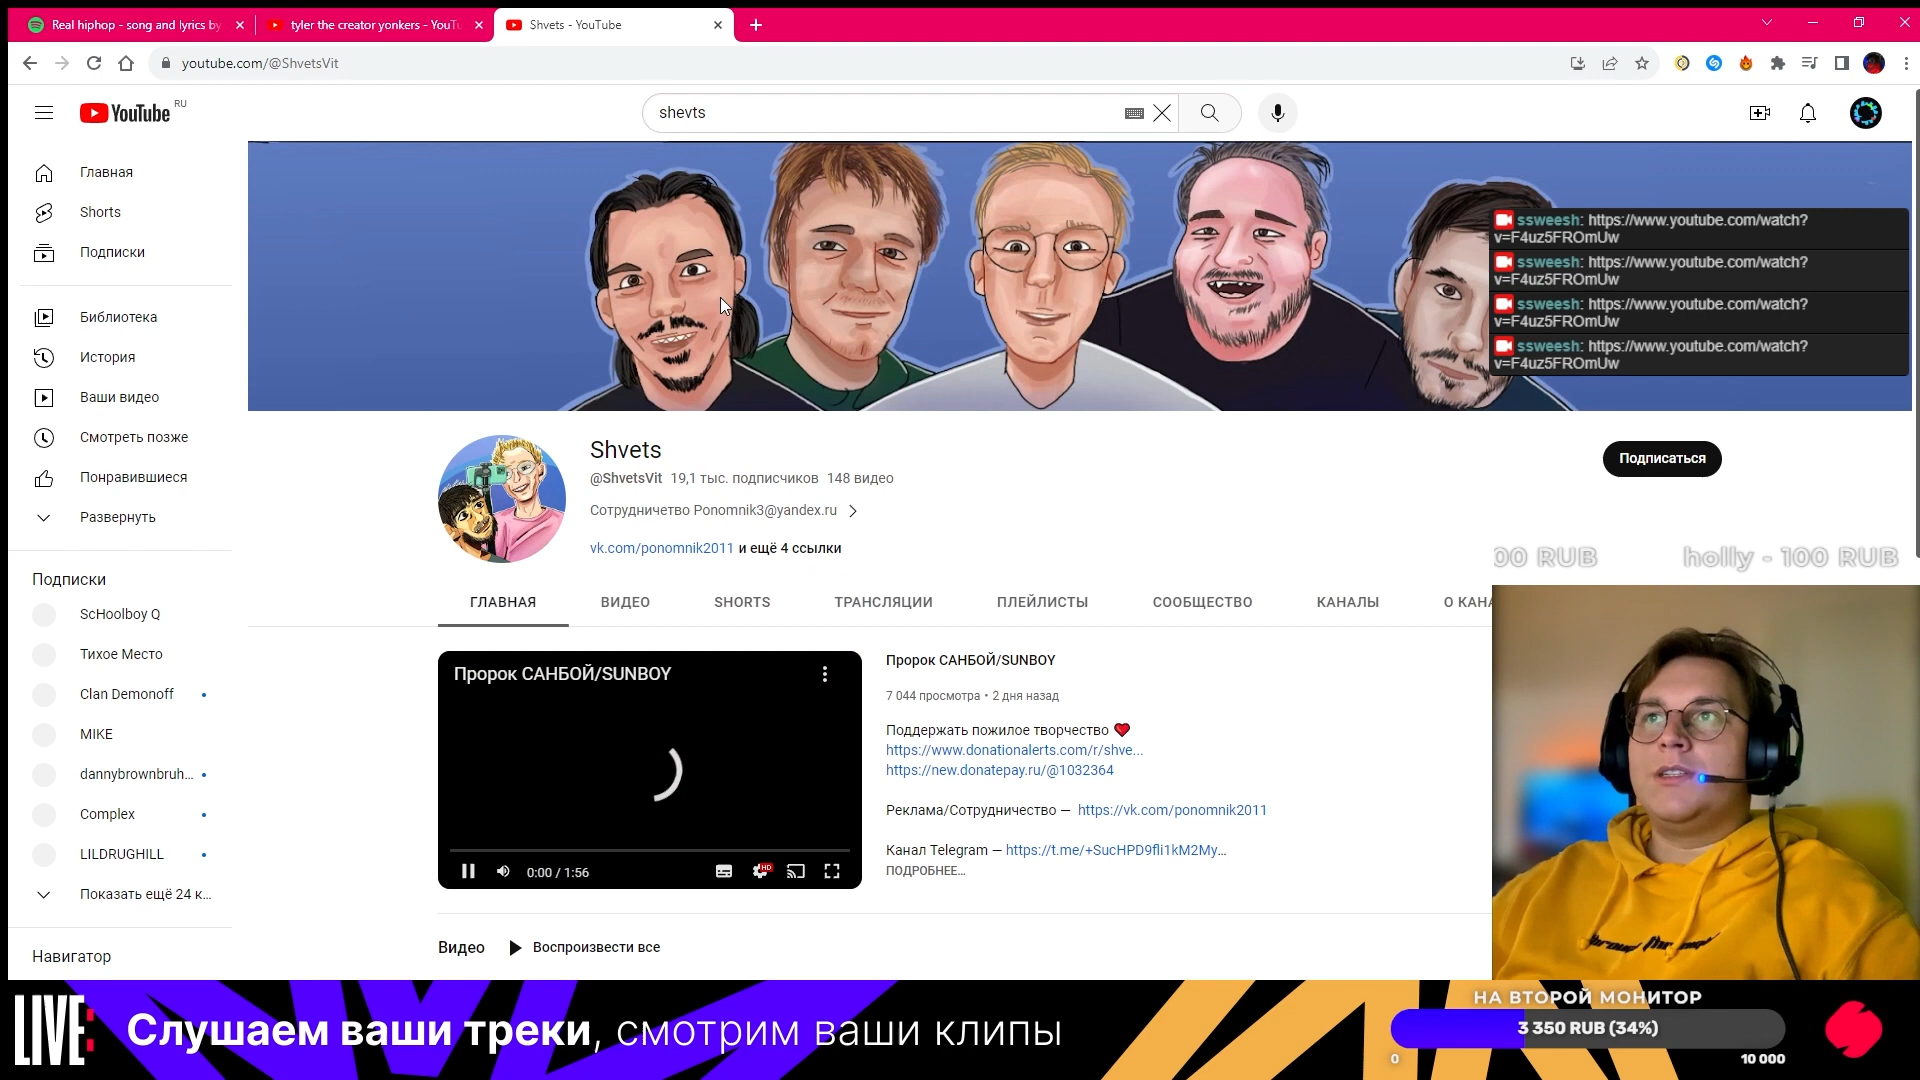 Real hiphop - song and lyrics by
tyler the creator yonkers - YouTu
Shvets - YouTube
youtube.com/@ShvetsVit
YouTube RU
shevts
Главная
Shorts
Подписки
Библиотека
История
Ваши видео
Смотреть позже
Понравившиеся
Развернуть
Подписки
ScHoolboy Q
Тихое Место
Clan Demonoff
MIKE
dannybrownbruh...
Complex
LILDRUGHILL
Показать ещё 24 к...
Навигатор
ssweesh: https://www.youtube.com/watch?
v=F4uz5FROmUw
ssweesh: https://www.youtube.com/watch?
v=F4uz5FROmUw
ssweesh: https://www.youtube.com/watch?
v=F4uz5FROmUw
ssweesh: https://www.youtube.com/watch?
v=F4uz5FROmUw
Shvets
@ShvetsVit 19,1 тыс. подписчиков 148 видео
Сотрудничество Ponomnik3@yandex.ru
vk.com/ponomnik2011 и ещё 4 ссылки
Подписаться
00 RUB holly - 100 RUB
ГЛАВНАЯ ВИДЕО SHORTS ТРАНСЛЯЦИИ ПЛЕЙЛИСТЫ СООБЩЕСТВО КАНАЛЫ О КАНА
Пророк САНБОЙ/SUNBOY
0:00 / 1:56
HD
Пророк САНБОЙ/SUNBOY
7 044 просмотра • 2 дня назад
Поддержать пожилое творчество
https://www.donationalerts.com/r/shve...
https://new.donatepay.ru/@1032364
Реклама/Сотрудничество — https://vk.com/ponomnik2011
Канал Telegram — https://t.me/+SucHPD9fli1kM2My...
ПОДРОБНЕЕ...
Видео Воспроизвести все
LIVE:
Слушаем ваши треки, смотрим ваши клипы
НА ВТОРОЙ МОНИТОР
3 350 RUB (34%)
0 10 000